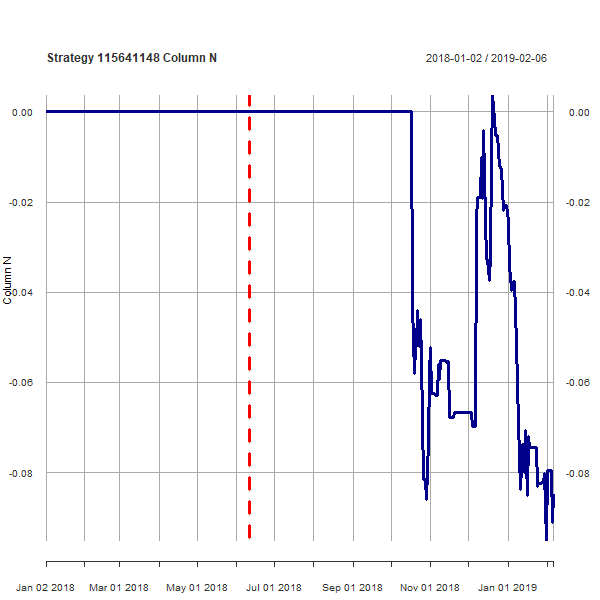 Strategy 115641148 Column N 2018-01-02 / 2019-02-06
0.00 0.00
-0.02 -0.02
Column N
-0.04 -0.04
-0.06 -0.06
-0.08 -0.08
Jan 02 2018 Mar 01 2018 May 01 2018 Jul 01 2018 Sep 01 2018 Nov 01 2018 Jan 01 2019